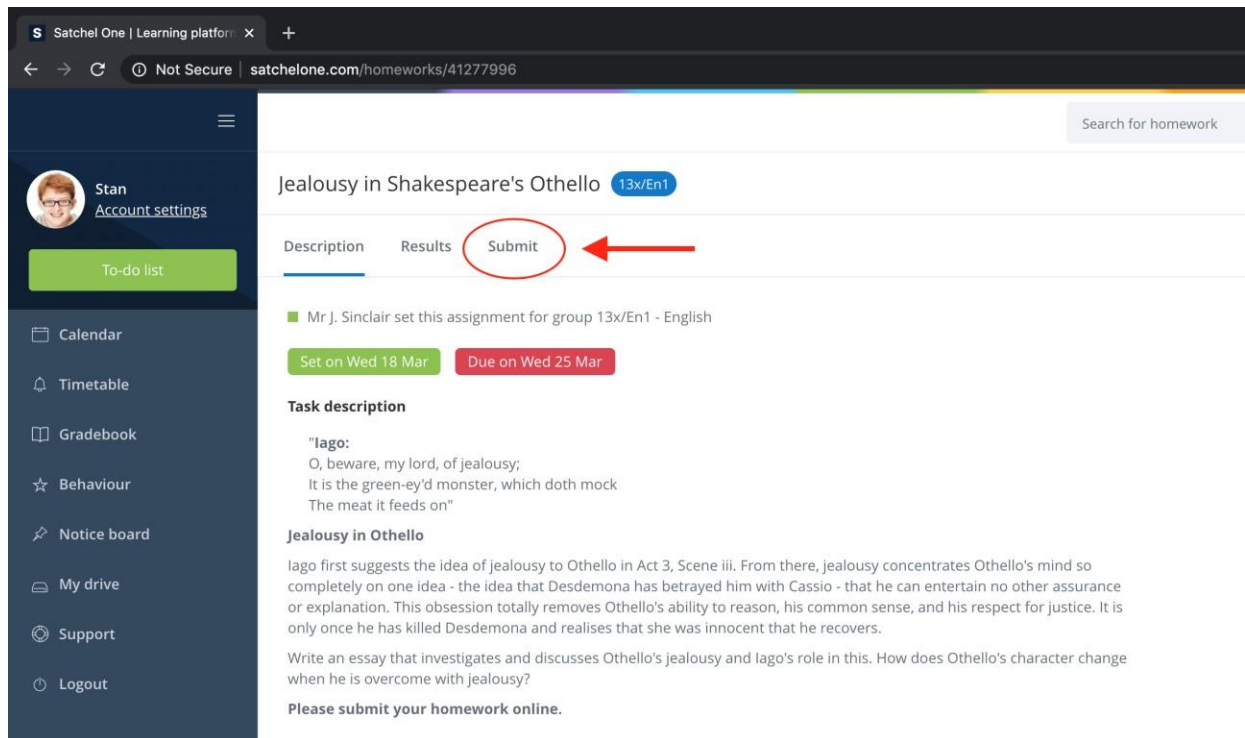 S Satchel One | Learning platform
Not Secure | satchelone.com/homeworks/41277996
Search for homework
Stan
Account settings
To-do list
Calendar
Timetable
Gradebook
Behaviour
Notice board
My drive
Support
Logout
Jealousy in Shakespeare's Othello 13x/En1
Description Results Submit
Mr J. Sinclair set this assignment for group 13x/En1 - English
Set on Wed 18 Mar Due on Wed 25 Mar
Task description
"Iago:
O, beware, my lord, of jealousy;
It is the green-ey'd monster, which doth mock
The meat it feeds on"
Jealousy in Othello
Iago first suggests the idea of jealousy to Othello in Act 3, Scene iii. From there, jealousy concentrates Othello's mind so
completely on one idea - the idea that Desdemona has betrayed him with Cassio - that he can entertain no other assurance
or explanation. This obsession totally removes Othello's ability to reason, his common sense, and his respect for justice. It is
only once he has killed Desdemona and realises that she was innocent that he recovers.
Write an essay that investigates and discusses Othello's jealousy and Iago's role in this. How does Othello's character change
when he is overcome with jealousy?
Please submit your homework online.